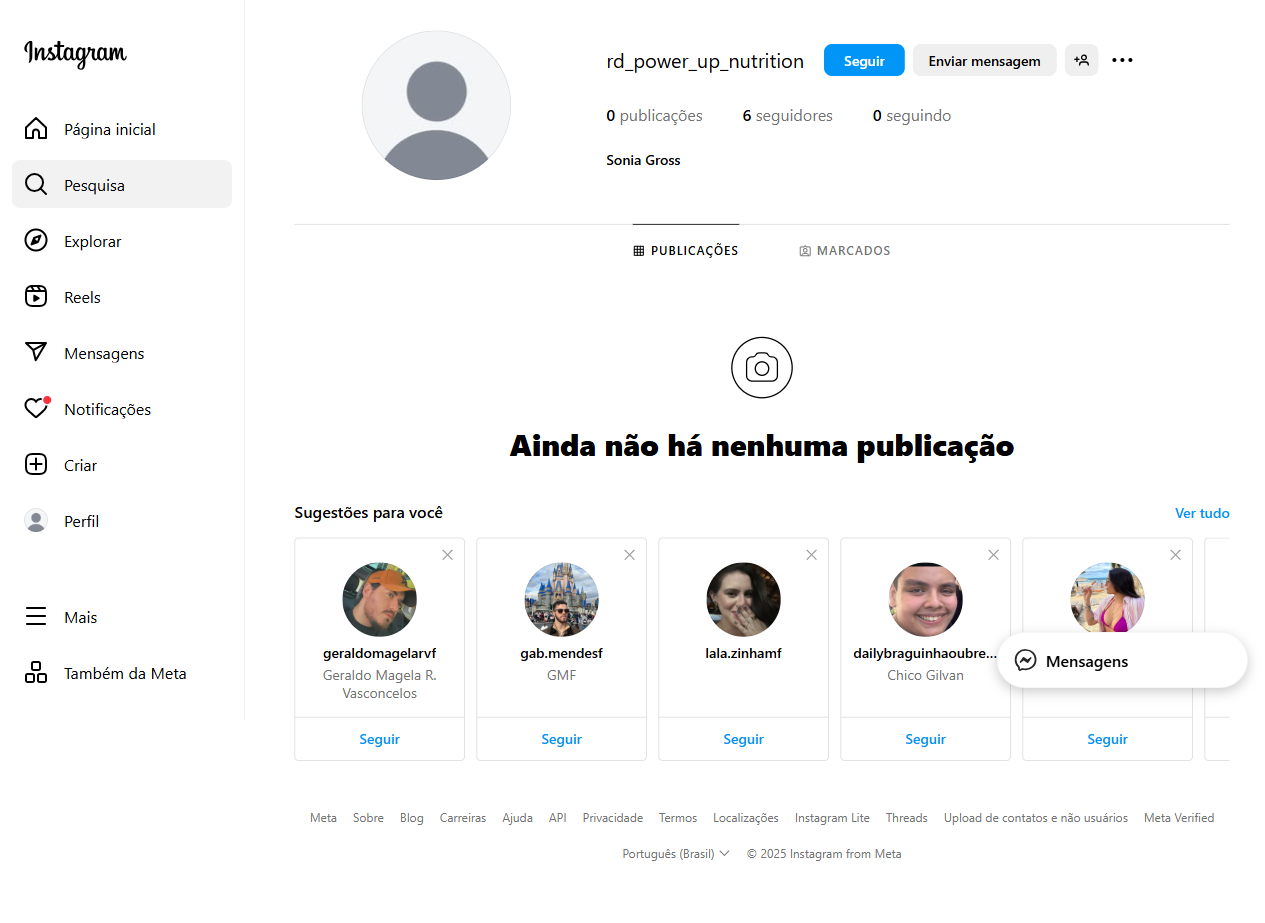 Instagram
Página inicial
Pesquisa
Explorar
Reels
Mensagens
Notificações
Criar
Perfil
Mais
Também da Meta
rd_power_up_nutrition Seguir Enviar mensagem
0 publicações 6 seguidores 0 seguindo
Sonia Gross
PUBLICAÇÕES MARCADOS
Ainda não há nenhuma publicação
Sugestões para você Ver tudo
geraldomagelarvf
Geraldo Magela R.
Vasconcelos
Seguir
gab.mendesf
GMF
Seguir
lala.zinhamf
Seguir
dailybraguinhaoubre...
Chico Gilvan
Seguir
Seguir
Mensagens
Meta Sobre Blog Carreiras Ajuda API Privacidade Termos Localizações Instagram Lite Threads Upload de contatos e não usuários Meta Verified
Português (Brasil) © 2025 Instagram from Meta